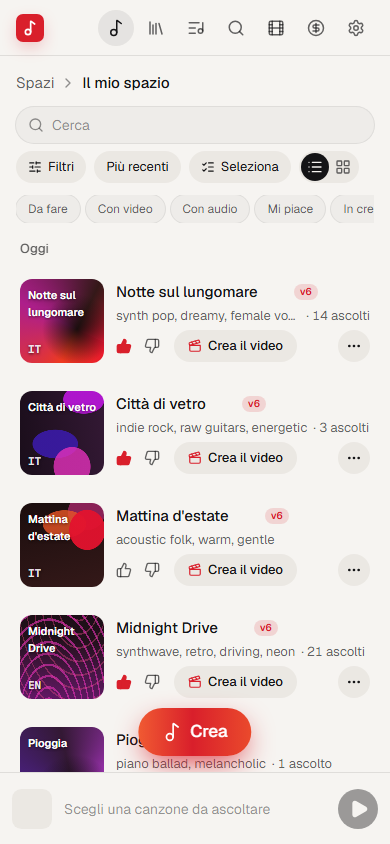 Spazi > Il mio spazio
Cerca
Filtri
Più recenti
Seleziona
Da fare
Con video
Con audio
Mi piace
In cre
Oggi
Notte sul
lungomare
IT
Notte sul lungomare v6
synth pop, dreamy, female vo... · 14 ascolti
Crea il video
Città di vetro
IT
Città di vetro v6
indie rock, raw guitars, energetic · 3 ascolti
Crea il video
Mattina
d'estate
IT
Mattina d'estate v6
acoustic folk, warm, gentle
Crea il video
Midnight
Drive
EN
Midnight Drive v6
synthwave, retro, driving, neon · 21 ascolti
Crea il video
Pioggia
Crea
piano ballad, melancholic · 1 ascolto
Scegli una canzone da ascoltare